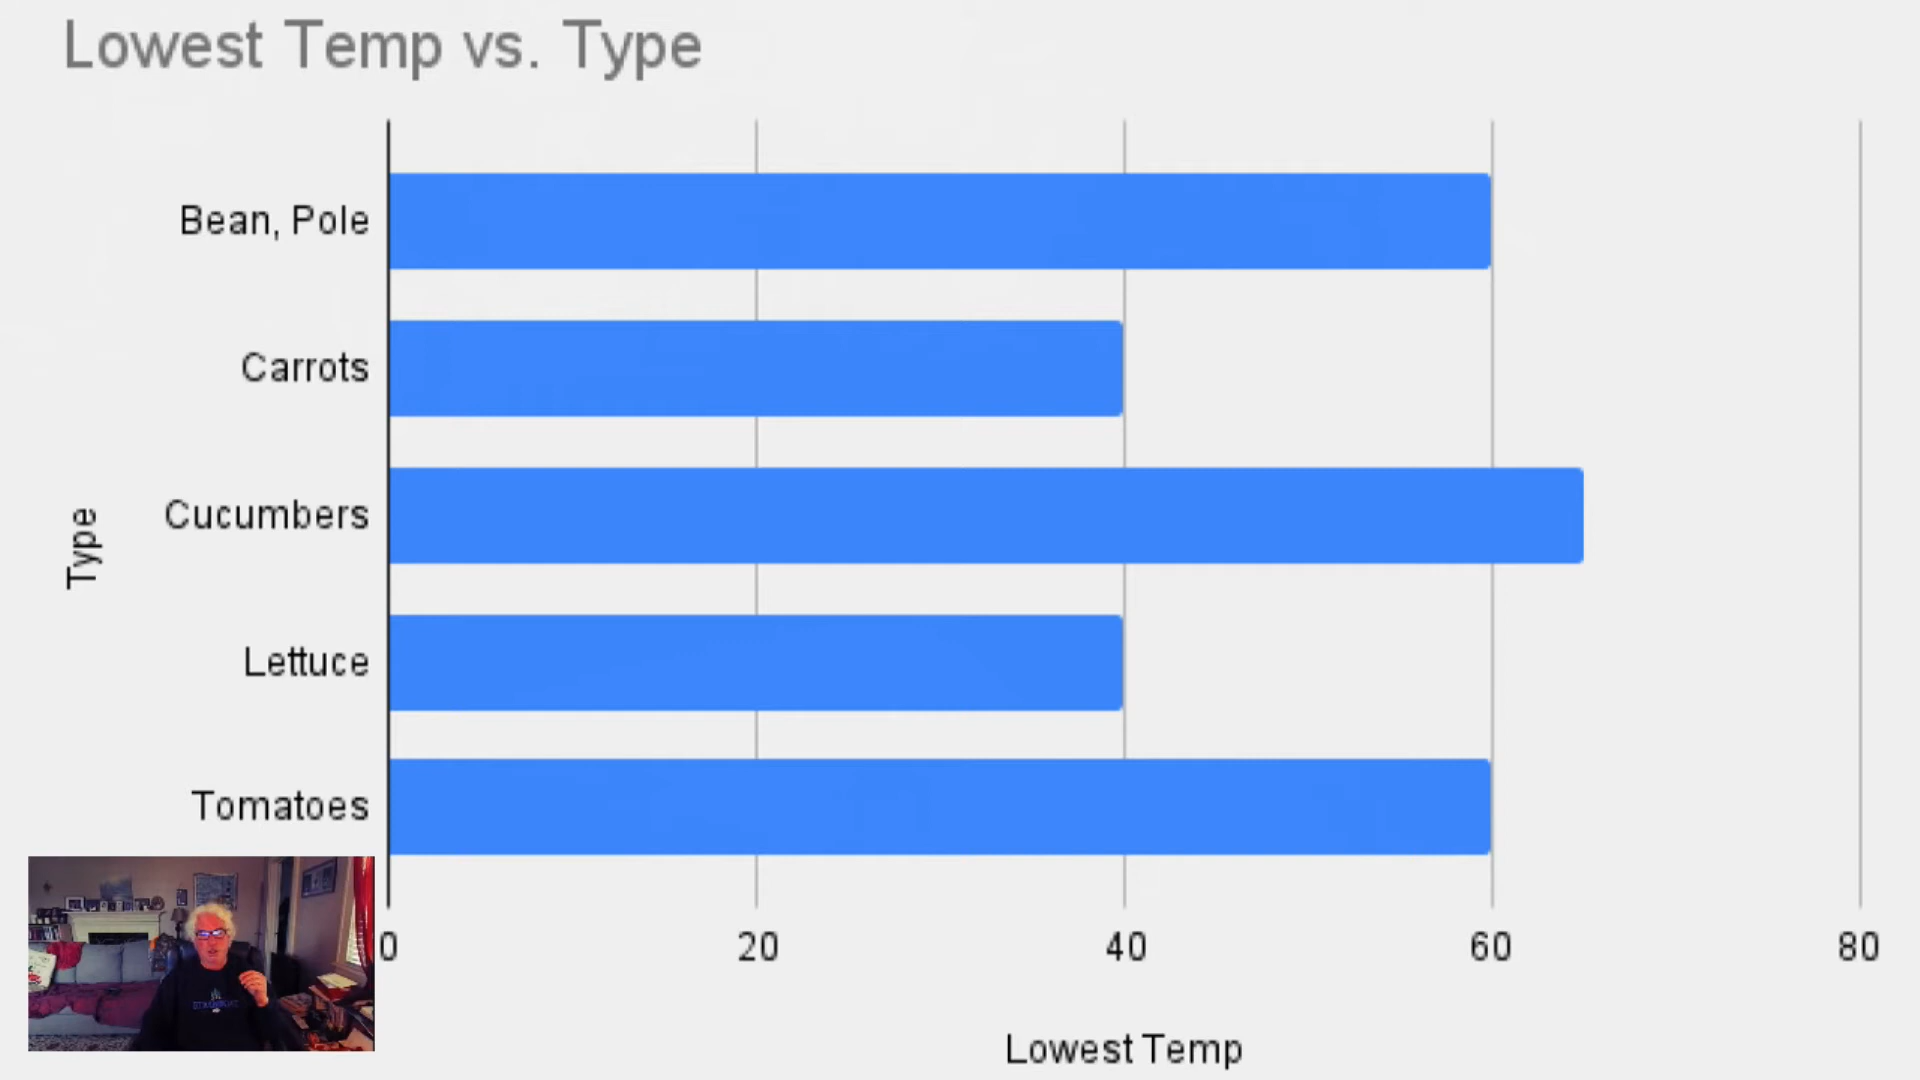 Lowest Temp vs. Type
Bean, Pole
Carrots
Cucumbers
Lettuce
Tomatoes
Type
0 20 40 60 80
Lowest Temp